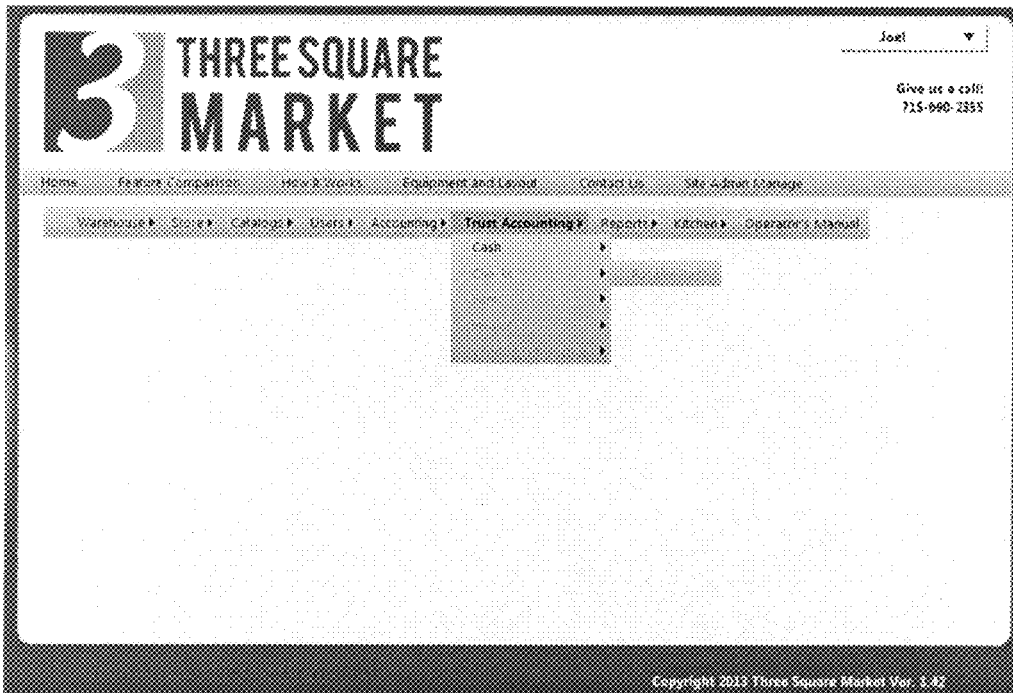 THREE SQUARE
MARKET
Joel
Give us a call!
715-690-2355
Home Feature Comparison How It Works Equipment and Layout Contact Us Site Admin Manage
Warehouse Store Catalogs Users Accounting Trust Accounting Reports Kitchen Operator's Manual
Cash
Copyright 2013 Three Square Market Ver. 1.42